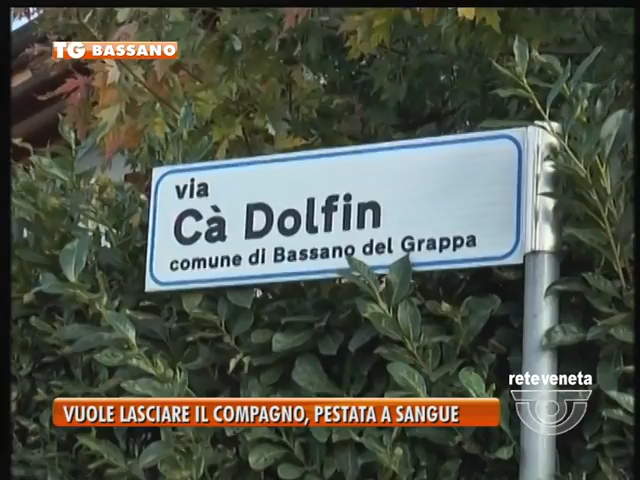 TG BASSANO
via
Cà Dolfin
comune di Bassano del Grappa
reteveneta
VUOLE LASCIARE IL COMPAGNO, PESTATA A SANGUE